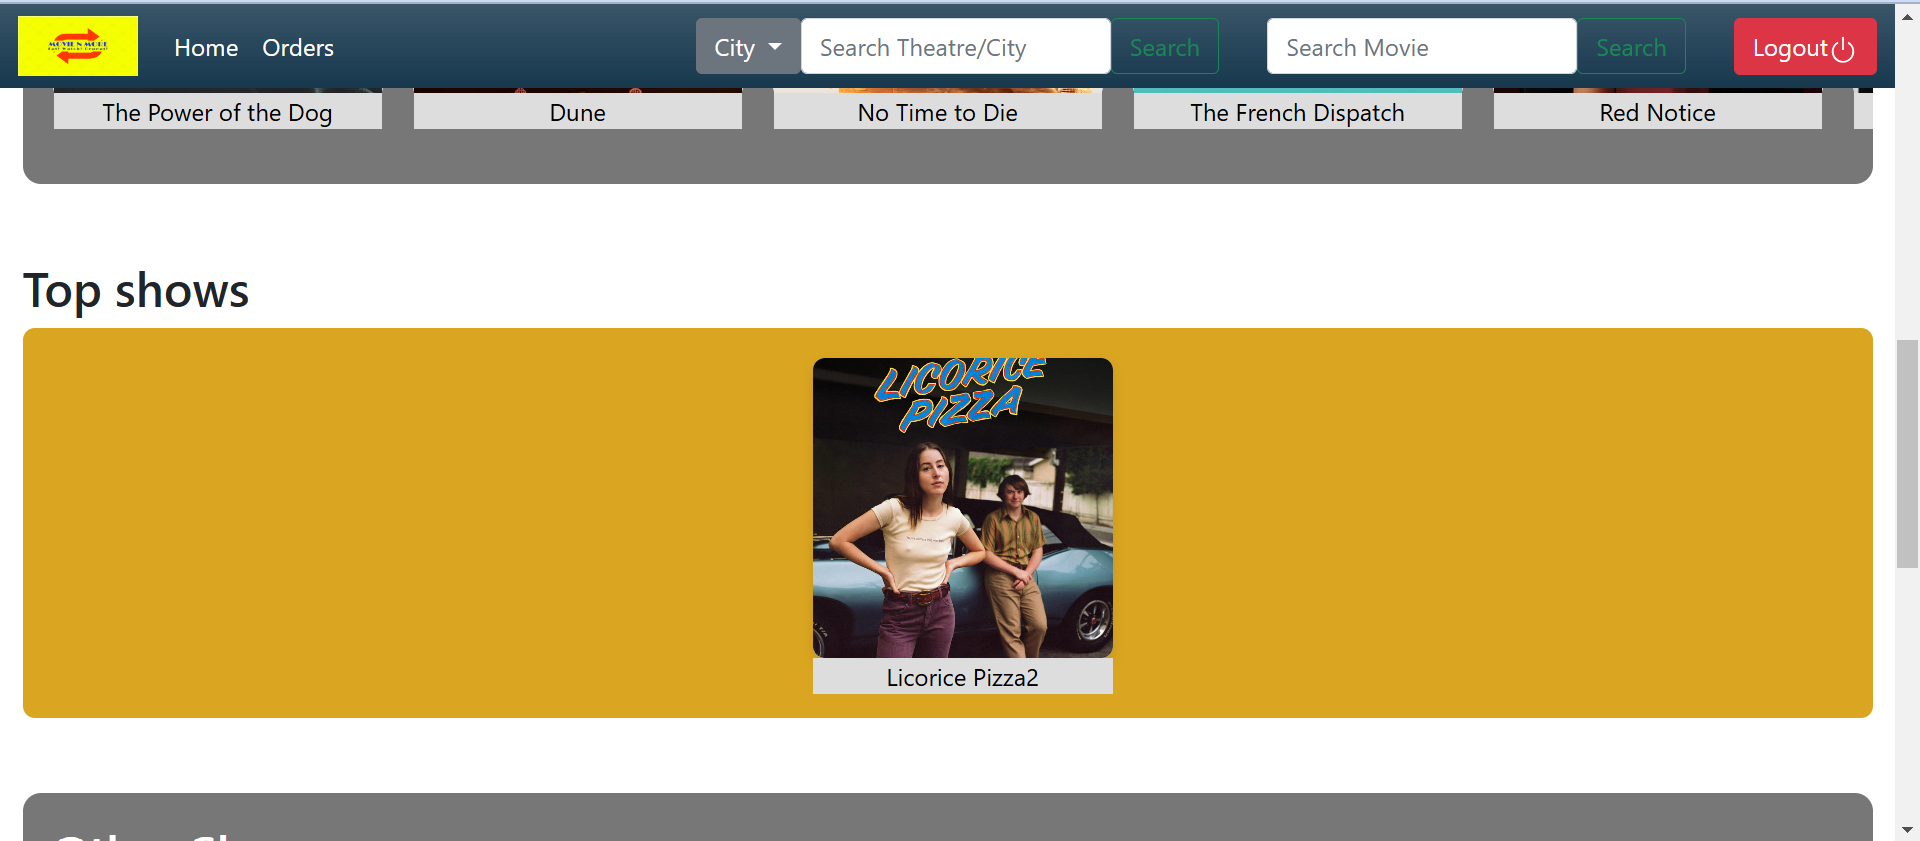 MOVIE N MORE
Home
Orders
City
Search Theatre/City
Search
Search Movie
Search
Logout
The Power of the Dog
Dune
No Time to Die
The French Dispatch
Red Notice
Top shows
LICORICE
PIZZA
Licorice Pizza2